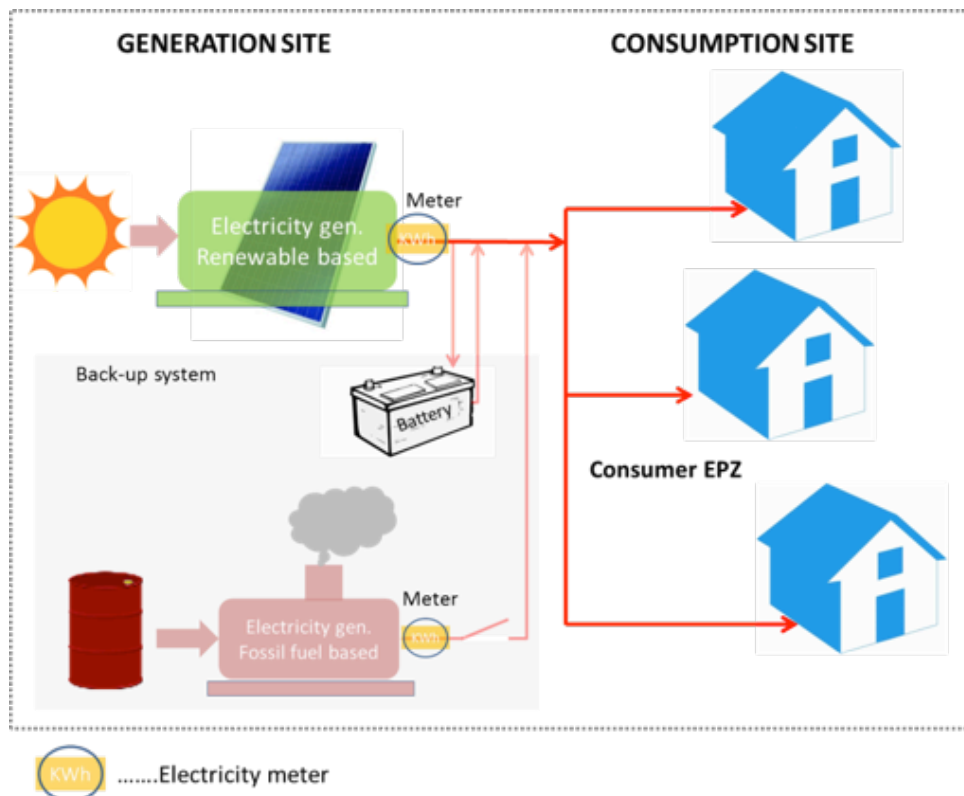 GENERATION SITE
CONSUMPTION SITE
Meter
Electricity gen.
Renewable based
KWh
Back-up system
Battery
Consumer EPZ
Meter
Electricity gen.
Fossil fuel based
KWh
KWh .......Electricity meter